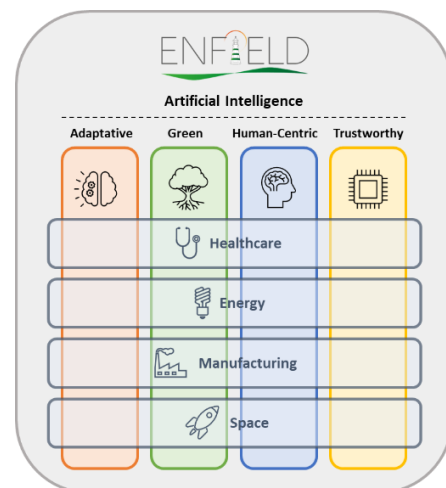 ENFIELD
Artificial Intelligence
Adaptative Green Human-Centric Trustworthy
Healthcare
Energy
Manufacturing
Space